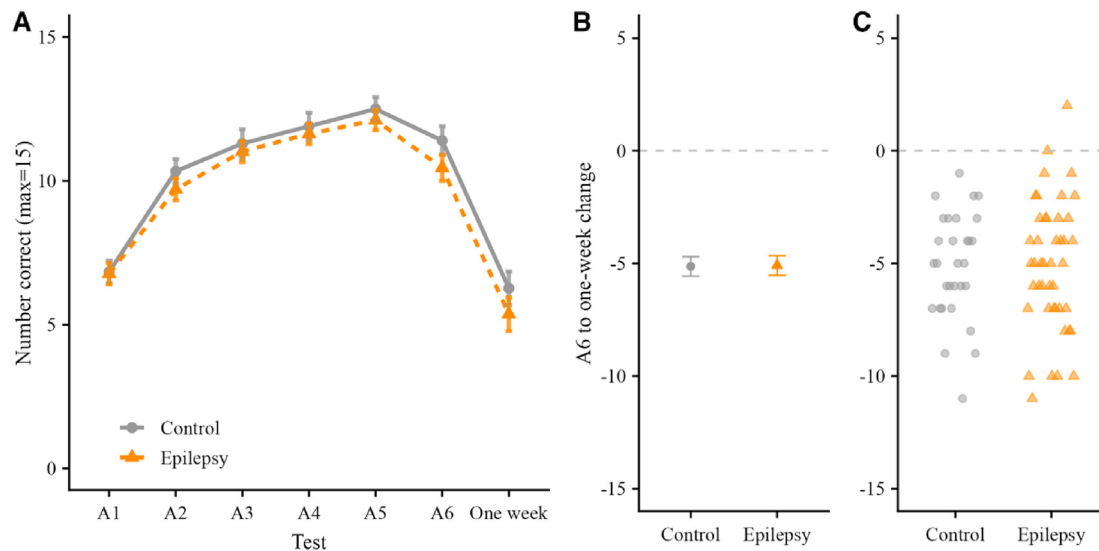 A
15
10
5
0
Number correct (max=15)
Control
Epilepsy
A1 A2 A3 A4 A5 A6 One week
Test
B
5
0
-5
-10
-15
A6 to one-week change
Control Epilepsy
C
5
0
-5
-10
-15
Control Epilepsy